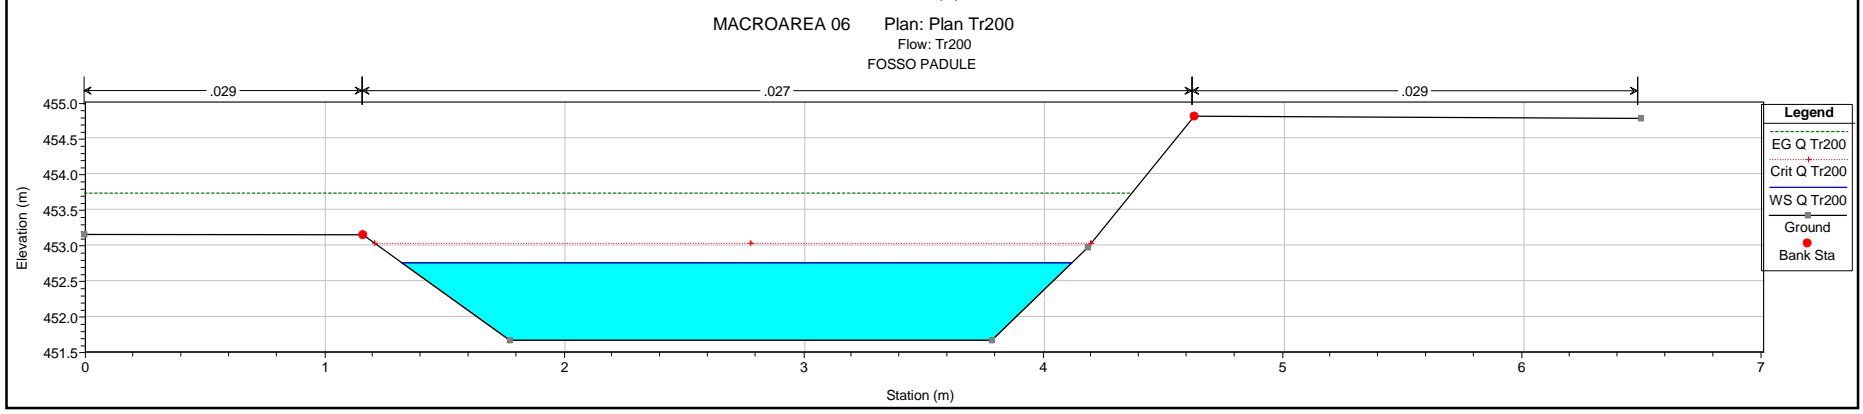 MACROAREA 06 Plan: Plan Tr200
Flow: Tr200
FOSSO PADULE
.029 .027 .029
455.0
454.5
454.0
453.5
453.0
452.5
452.0
451.5
Elevation (m)
0 1 2 3 4 5 6 7
Station (m)
Legend
EG Q Tr200
Crit Q Tr200
WS Q Tr200
Ground
Bank Sta